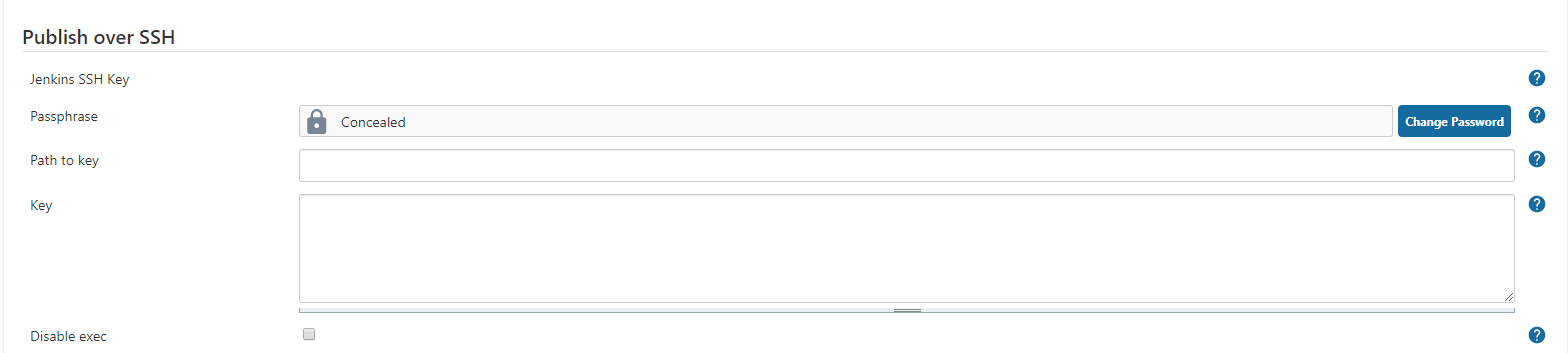 Publish over SSH
Jenkins SSH Key
Passphrase
Concealed
Change Password
Path to key
Key
Disable exec